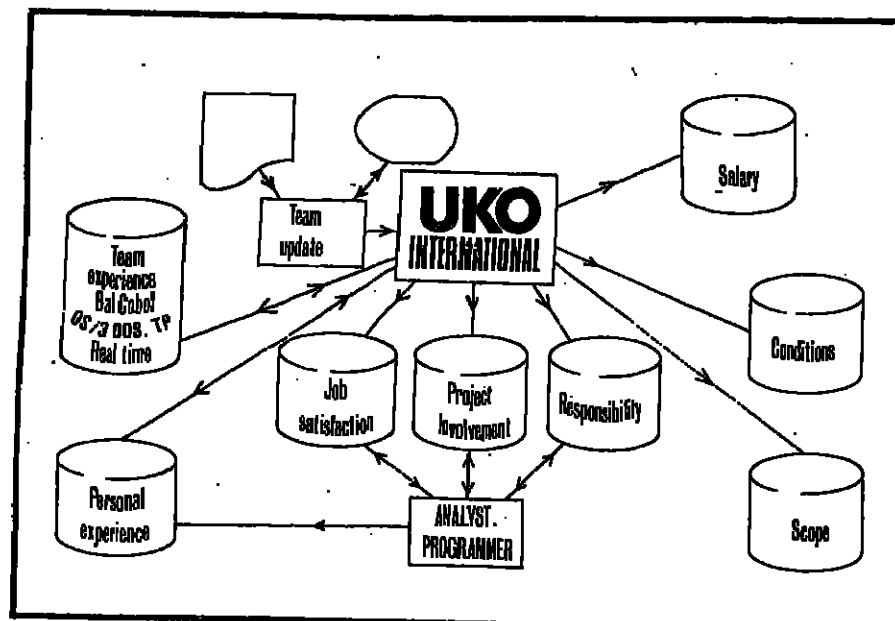 UKO
INTERNATIONAL
Team
update
Salary
Team
experience
Bal Cobol
OS/3 DOS. TP
Real time
Conditions
Job
satisfaction
Project
Involvement
Responsibility
Personal
experience
ANALYST.
PROGRAMMER
Scope